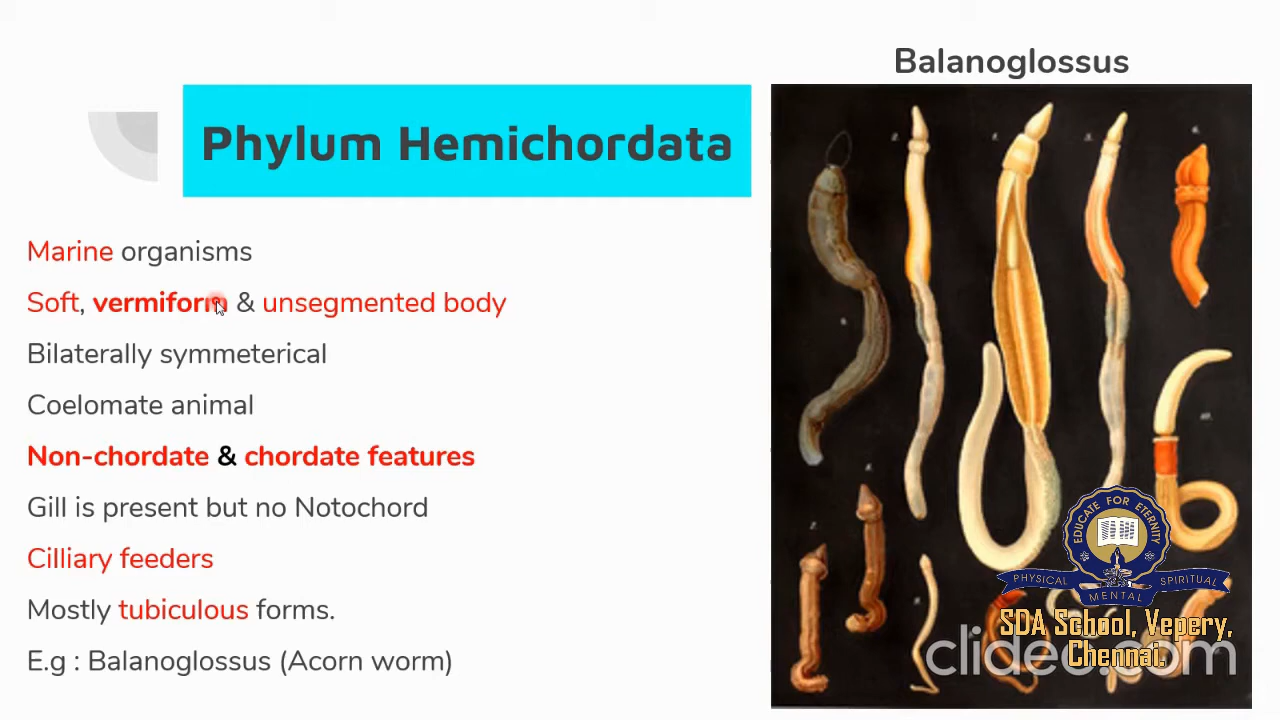 Balanoglossus
Phylum Hemichordata
Marine organisms
Soft, vermiform & unsegmented body
Bilaterally symmeterical
Coelomate animal
Non-chordate & chordate features
Gill is present but no Notochord
Cilliary feeders
Mostly tubiculous forms.
E.g : Balanoglossus (Acorn worm)
EDUCATE FOR ETERNITY
PHYSICAL MENTAL SPIRITUAL
SDA School, Vepery,
Chennai.
clideo.com